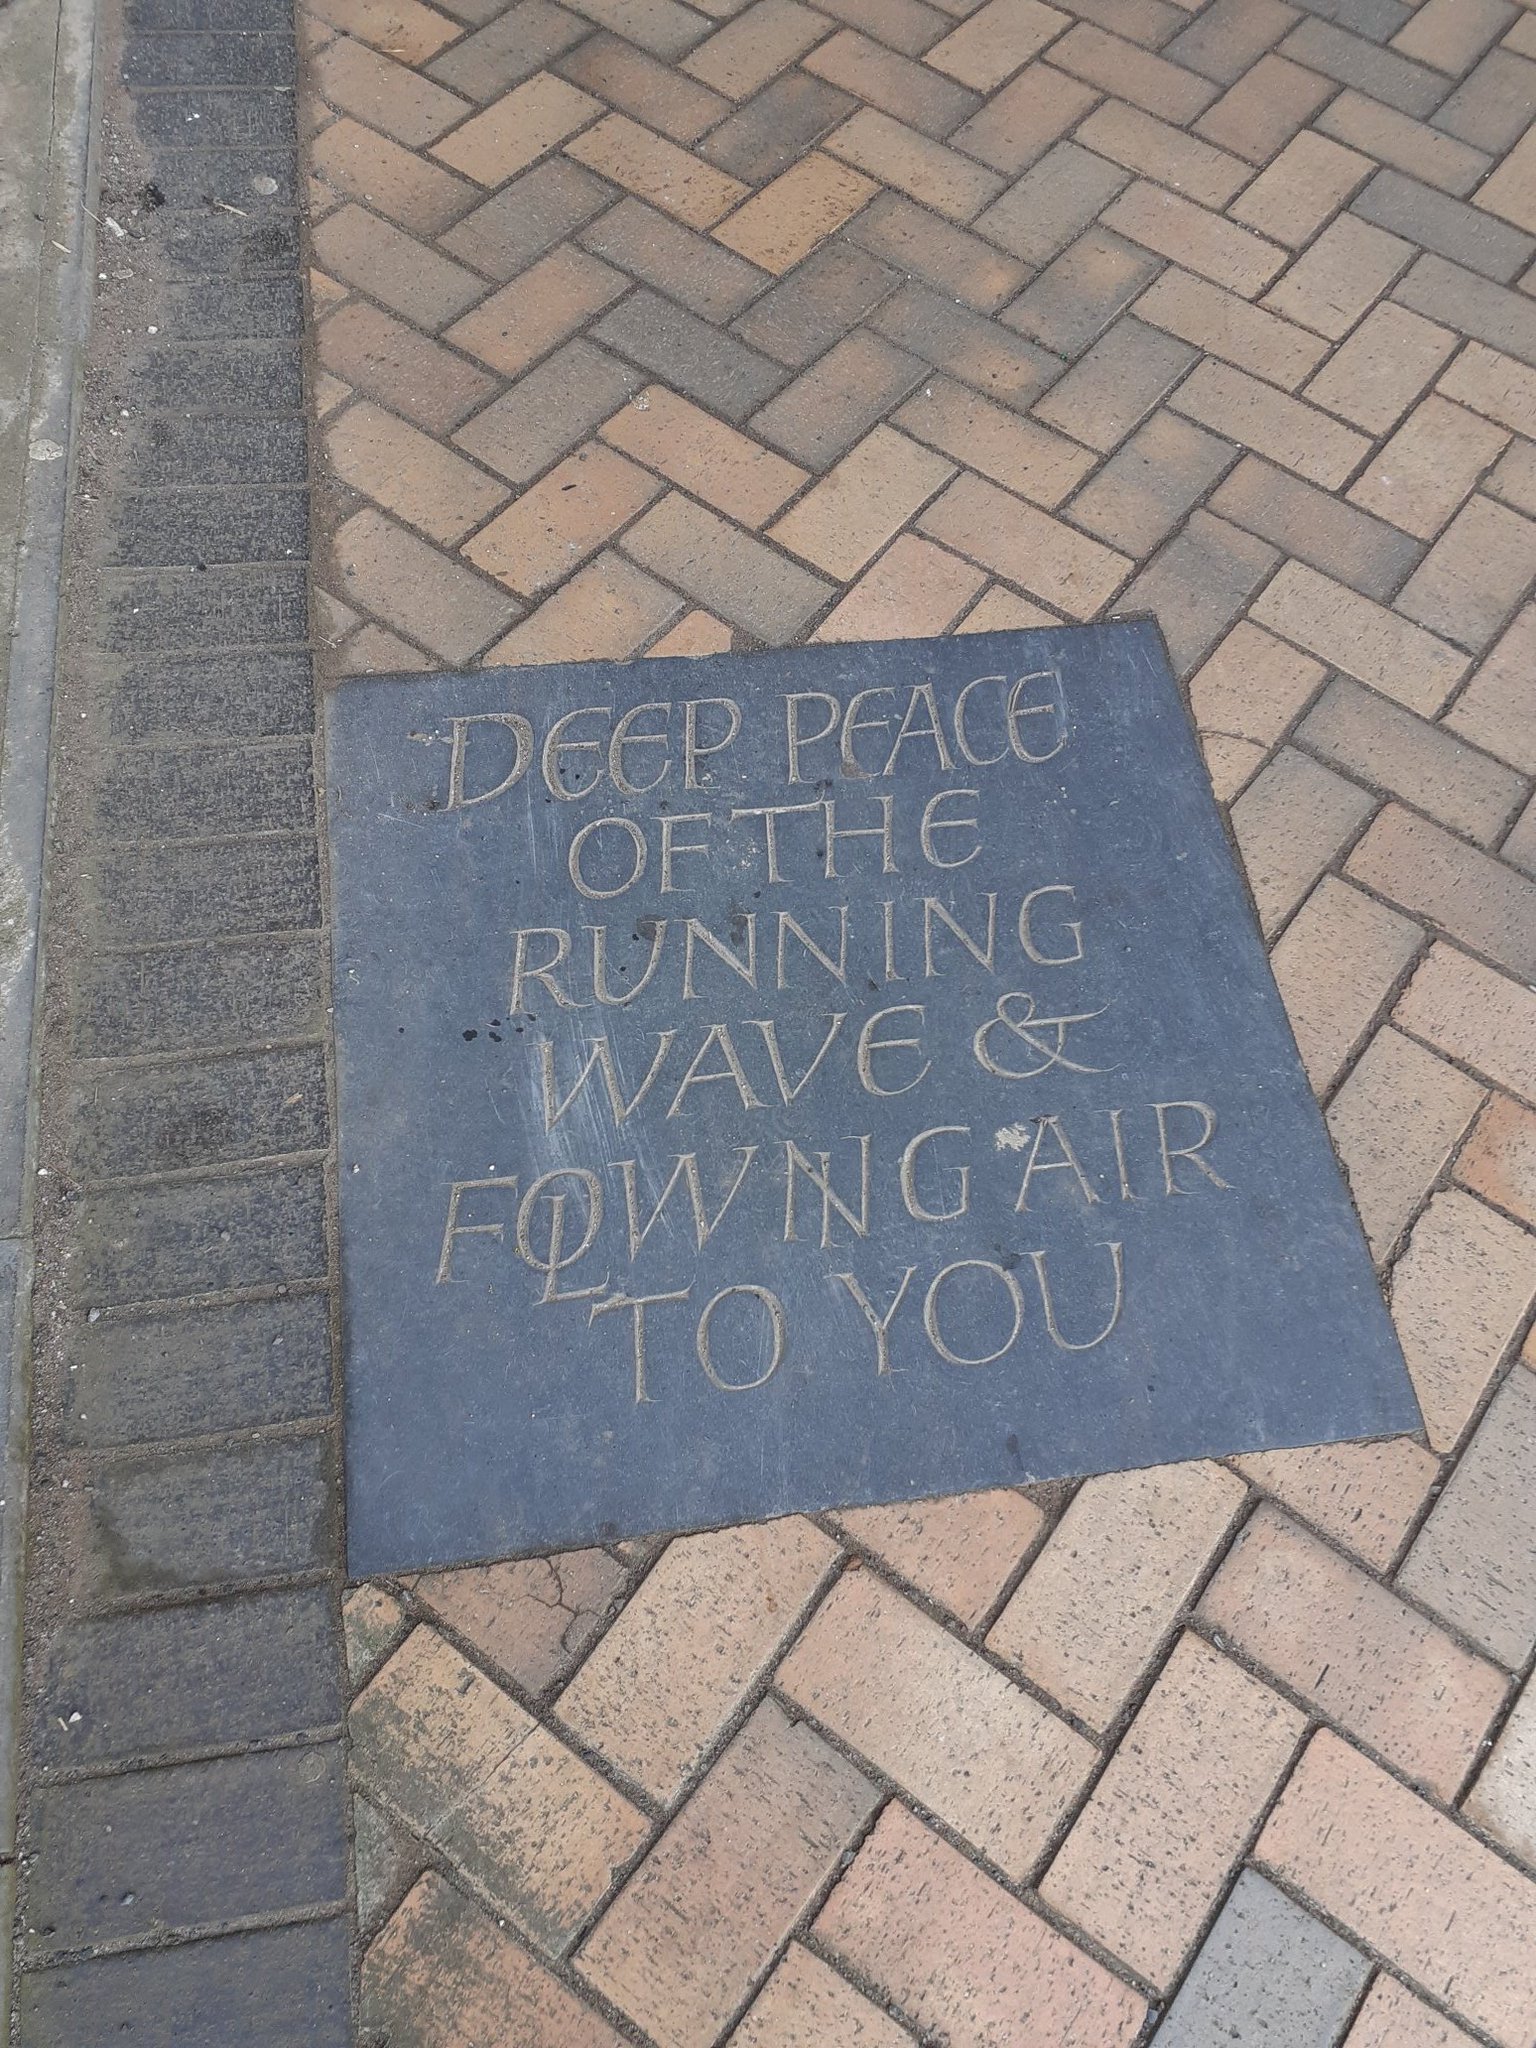 DEEP PEACE
OF THE
RUNNING
WAVE &
FLOWING AIR
TO YOU